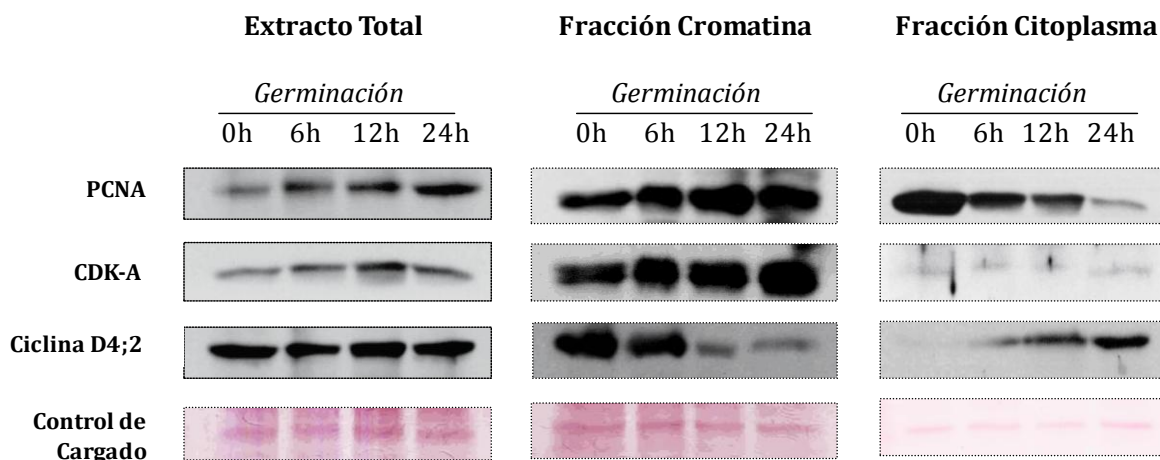 Extracto Total Fracción Cromatina Fracción Citoplasma
Germinación Germinación Germinación
0h 6h 12h 24h 0h 6h 12h 24h 0h 6h 12h 24h
PCNA
CDK-A
Ciclina D4;2
Control de
Cargado